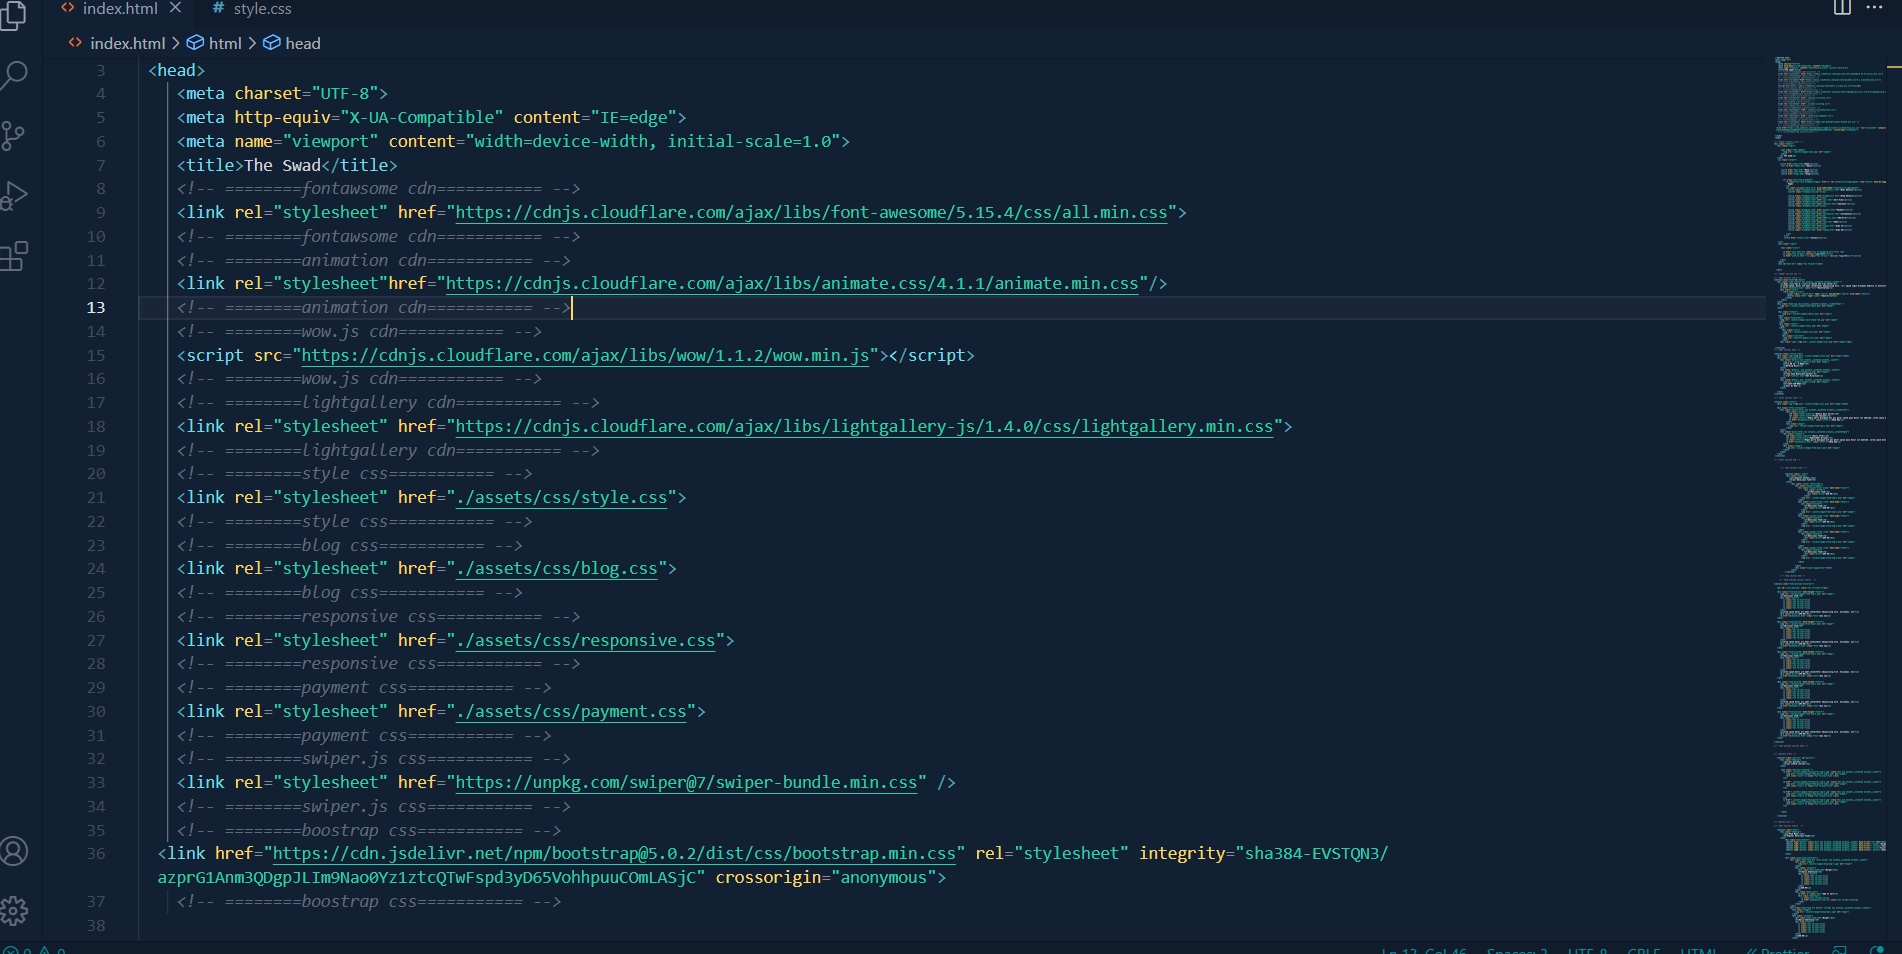 index.html
style.css
index.html > html > head
3 <head>
4 <meta charset="UTF-8">
5 <meta http-equiv="X-UA-Compatible" content="IE=edge">
6 <meta name="viewport" content="width=device-width, initial-scale=1.0">
7 <title>The Swad</title>
8 <!-- ========fontawsome cdn=========== -->
9 <link rel="stylesheet" href="https://cdnjs.cloudflare.com/ajax/libs/font-awesome/5.15.4/css/all.min.css">
10 <!-- ========fontawsome cdn=========== -->
11 <!-- ========animation cdn=========== -->
12 <link rel="stylesheet"href="https://cdnjs.cloudflare.com/ajax/libs/animate.css/4.1.1/animate.min.css"/>
13 <!-- ========animation cdn=========== -->
14 <!-- ========wow.js cdn=========== -->
15 <script src="https://cdnjs.cloudflare.com/ajax/libs/wow/1.1.2/wow.min.js"></script>
16 <!-- ========wow.js cdn=========== -->
17 <!-- ========lightgallery cdn=========== -->
18 <link rel="stylesheet" href="https://cdnjs.cloudflare.com/ajax/libs/lightgallery-js/1.4.0/css/lightgallery.min.css">
19 <!-- ========lightgallery cdn=========== -->
20 <!-- ========style css=========== -->
21 <link rel="stylesheet" href="./assets/css/style.css">
22 <!-- ========style css=========== -->
23 <!-- ========blog css=========== -->
24 <link rel="stylesheet" href="./assets/css/blog.css">
25 <!-- ========blog css=========== -->
26 <!-- ========responsive css=========== -->
27 <link rel="stylesheet" href="./assets/css/responsive.css">
28 <!-- ========responsive css=========== -->
29 <!-- ========payment css=========== -->
30 <link rel="stylesheet" href="./assets/css/payment.css">
31 <!-- ========payment css=========== -->
32 <!-- ========swiper.js css=========== -->
33 <link rel="stylesheet" href="https://unpkg.com/swiper@7/swiper-bundle.min.css" />
34 <!-- ========swiper.js css=========== -->
35 <!-- ========boostrap css=========== -->
36 <link href="https://cdn.jsdelivr.net/npm/bootstrap@5.0.2/dist/css/bootstrap.min.css" rel="stylesheet" integrity="sha384-EVSTQN3/
azprG1Anm3QDgpJLIm9Nao0Yz1ztcQTwFspd3yD65VohhpuuCOmLASjC" crossorigin="anonymous">
37 <!-- ========boostrap css=========== -->
38
Ln 13, Col 46 Spaces: 2 UTF-8 CRLF HTML Prettier